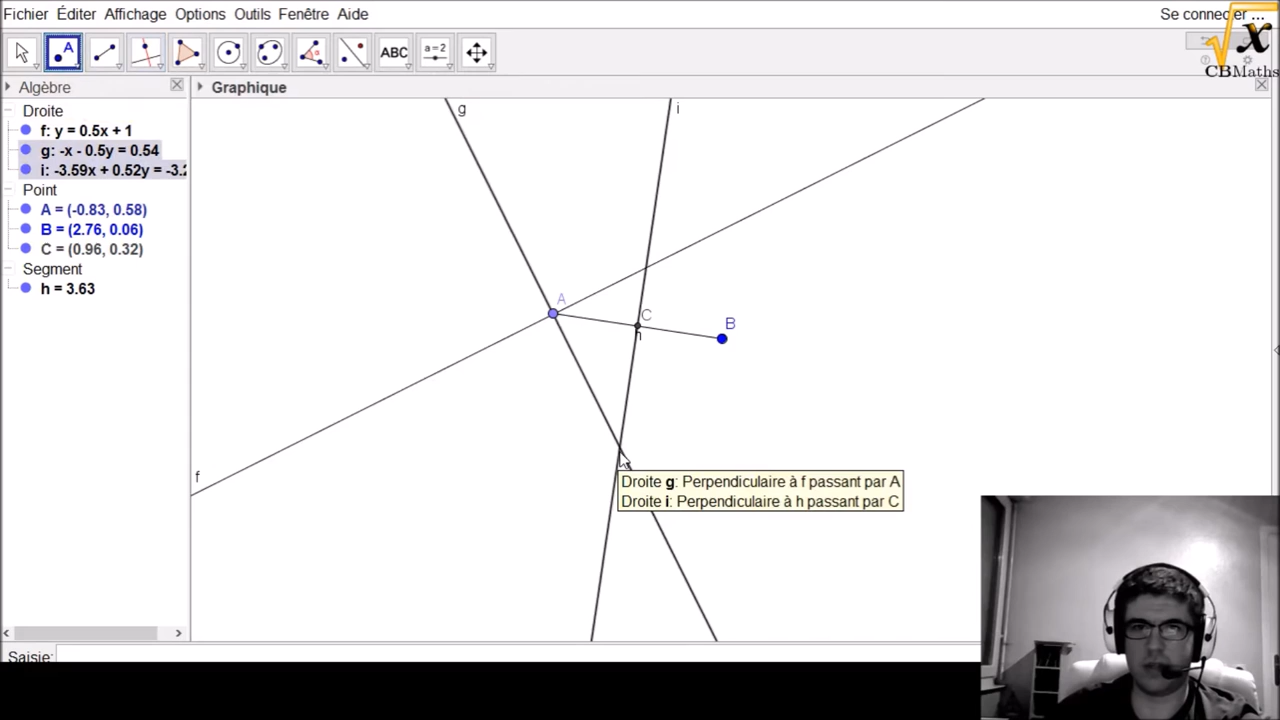 Fichier Éditer Affichage Options Outils Fenêtre Aide
Se connecter ...
A
ABC
a=2
x
CBMaths
Algèbre
Graphique
Droite
f: y = 0.5x + 1
g: -x - 0.5y = 0.54
i: -3.59x + 0.52y = -3.2
Point
A = (-0.83, 0.58)
B = (2.76, 0.06)
C = (0.96, 0.32)
Segment
h = 3.63
g
i
A
C
h
B
f
Droite g: Perpendiculaire à f passant par A
Droite i: Perpendiculaire à h passant par C
Saisie: